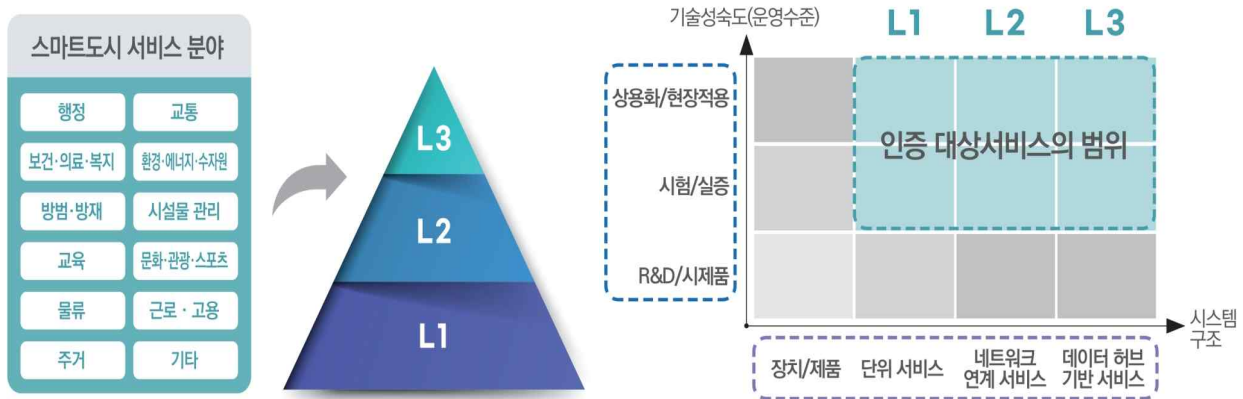 스마트도시 서비스 분야
행정
교통
보건·의료·복지
환경·에너지·수자원
방범·방재
시설물 관리
교육
문화·관광·스포츠
물류
근로 · 고용
주거
기타
L3
L2
L1
기술성숙도(운영수준)
L1
L2
L3
상용화/현장적용
시험/실증
R&D/시제품
인증 대상서비스의 범위
시스템
구조
장치/제품
단위 서비스
네트워크
연계 서비스
데이터 허브
기반 서비스